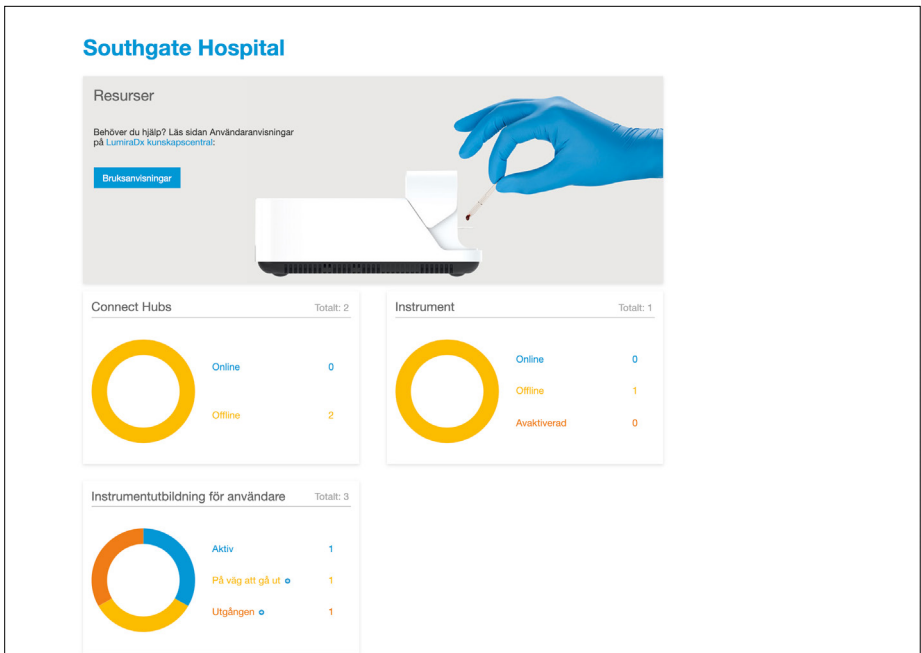 Southgate Hospital
Resurser
Behöver du hjälp? Läs sidan Användaranvisningar
på LumiraDx kunskapscentral:
Bruksanvisningar
Connect Hubs Totalt: 2
Online 0
Offline 2
Instrument Totalt: 1
Online 0
Offline 1
Avaktiverad 0
Instrumentutbildning för användare Totalt: 3
Aktiv 1
På väg att gå ut 1
Utgången 1